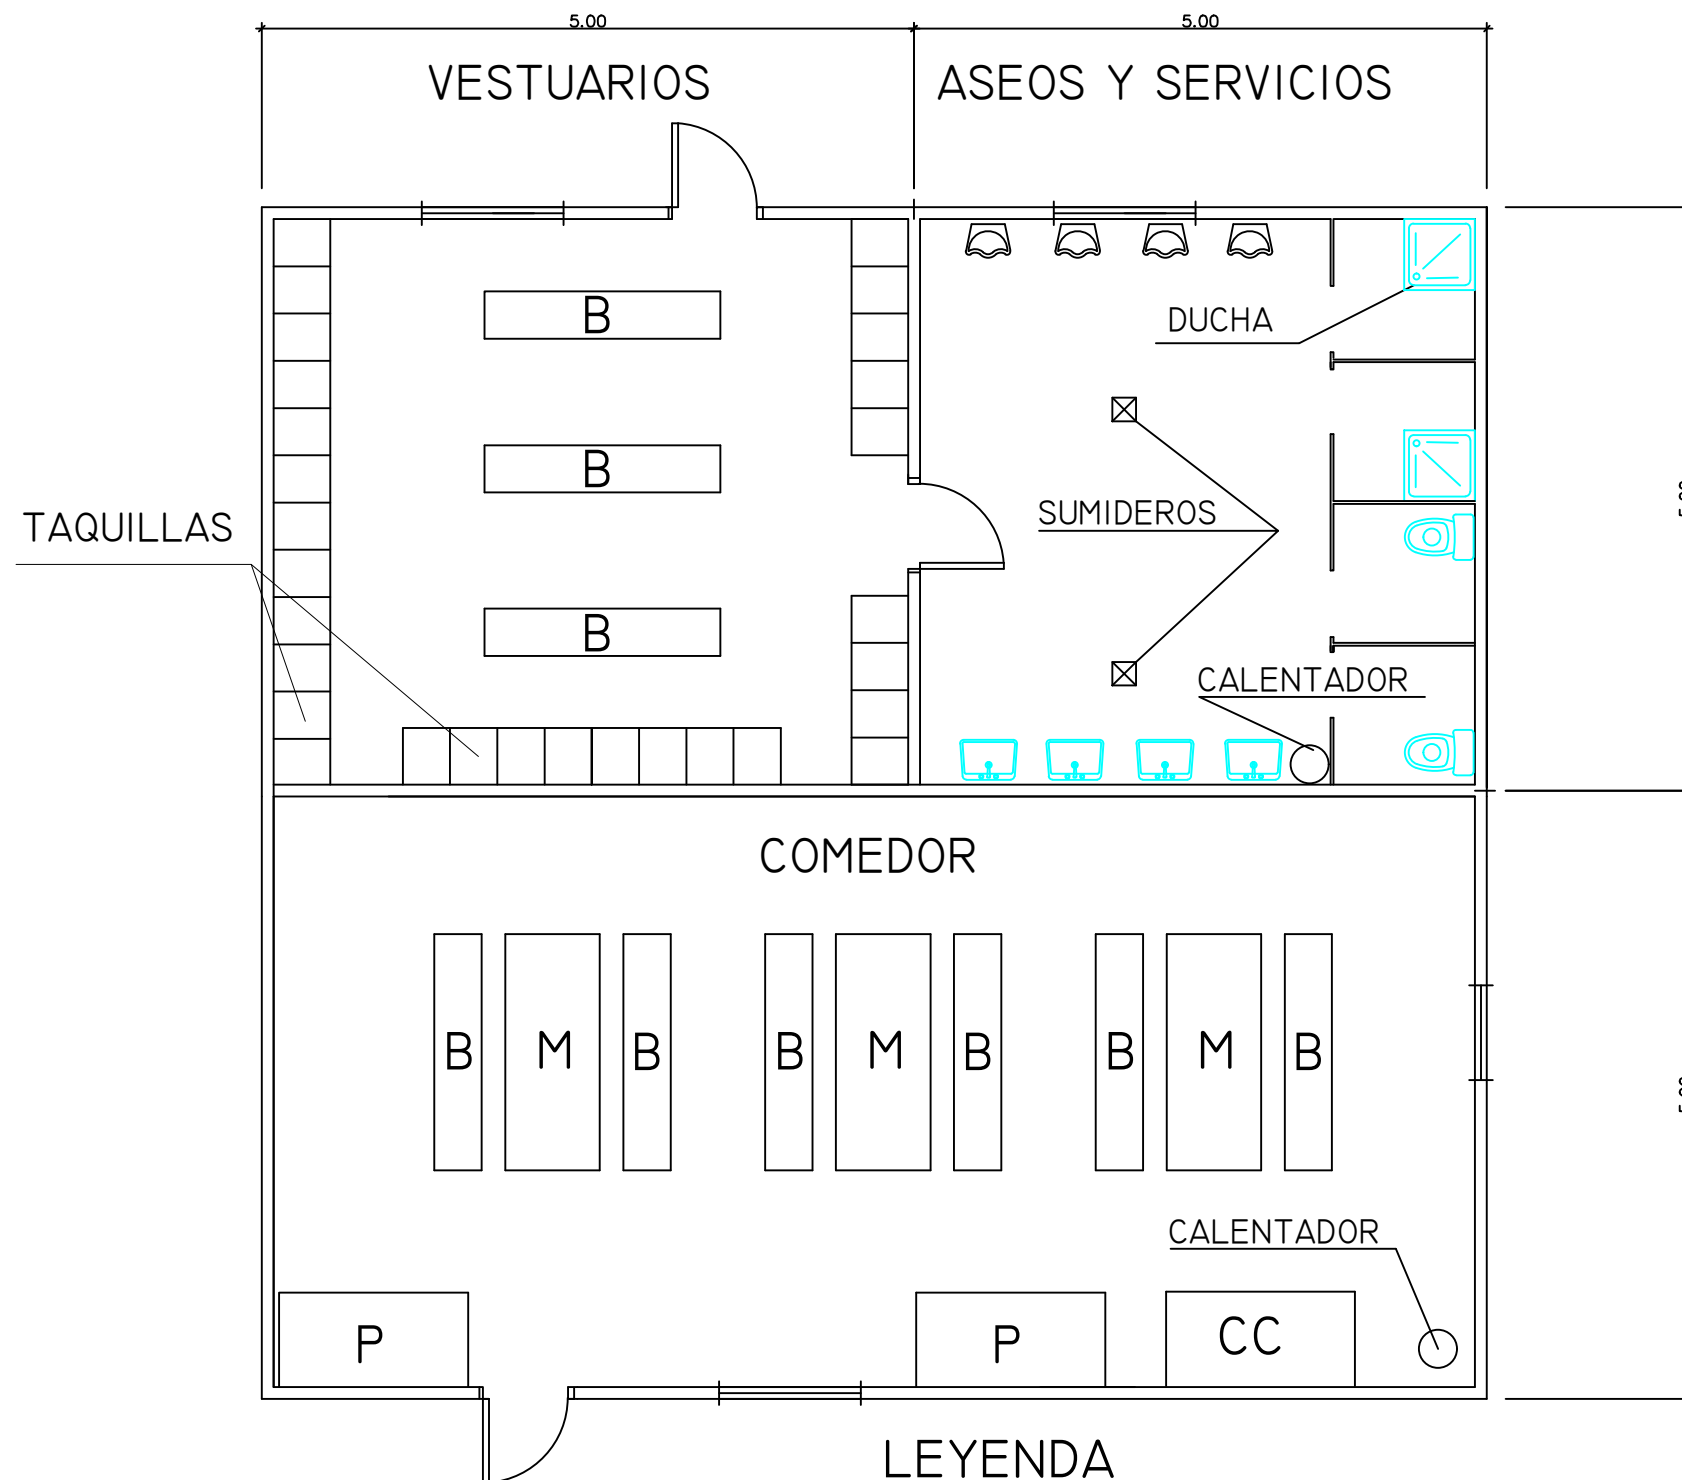 5.00 5.00
VESTUARIOS ASEOS Y SERVICIOS
B
DUCHA
B
SUMIDEROS
TAQUILLAS
B
CALENTADOR
COMEDOR
B M B B M B B M B
CALENTADOR
P P CC
LEYENDA